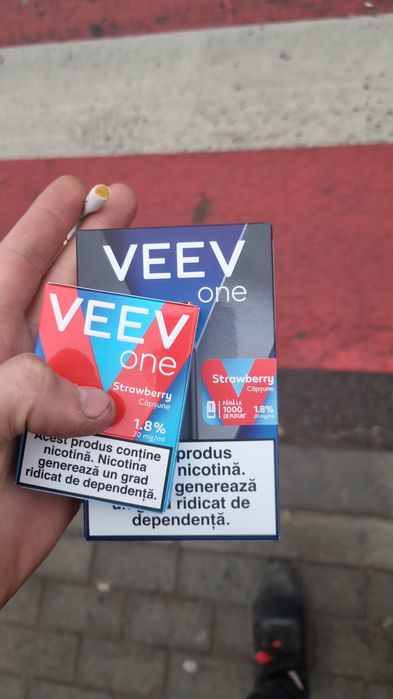 VEEV
one
Strawberry
Căpșune
PÂNĂ LA
1000
DE PUFURI*
1.8%
20 mg/ml
produs
nicotină.
generează
un grad ridicat de
dependență.
VEEV
one
Strawberry
Căpșune
1.8%
20 mg/ml
Acest produs conține
nicotină. Nicotina
generează un grad
ridicat de dependență.